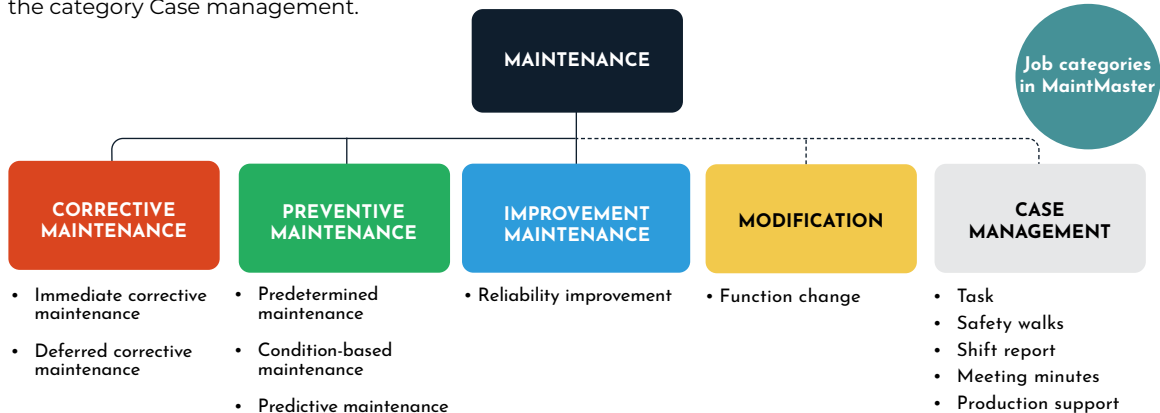 the category Case management.
MAINTENANCE
Job categories
in MaintMaster
CORRECTIVE
MAINTENANCE
PREVENTIVE
MAINTENANCE
IMPROVEMENT
MAINTENANCE
MODIFICATION
CASE
MANAGEMENT
• Immediate corrective
maintenance
• Deferred corrective
maintenance
• Predetermined
maintenance
• Condition-based
maintenance
• Predictive maintenance
• Reliability improvement
• Function change
• Task
• Safety walks
• Shift report
• Meeting minutes
• Production support